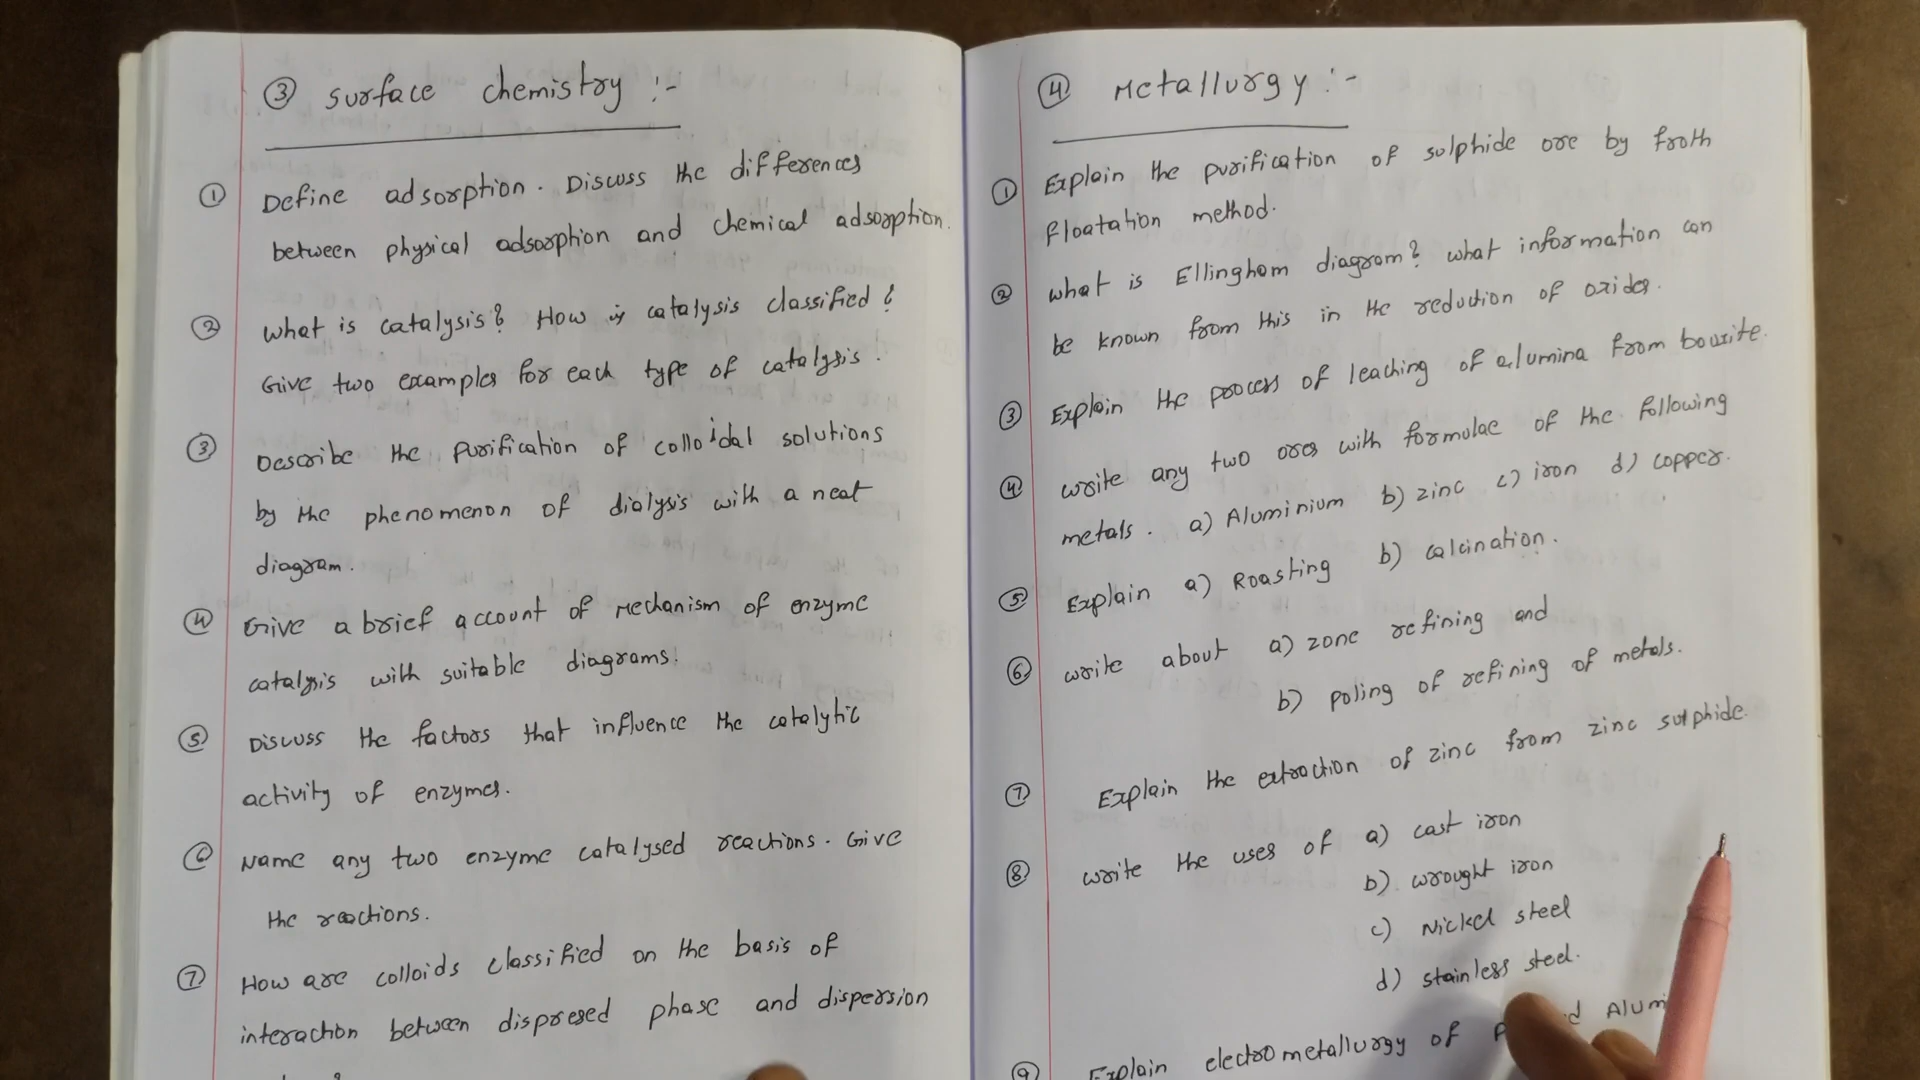 ③ Surface chemistry :-
① Define adsorption. Discuss the differences
between physical adsorption and chemical adsorption.
② what is catalysis? How is catalysis classified?
Give two examples for each type of catalysis.
③ Describe the purification of colloidal solutions
by the phenomenon of dialysis with a neat
diagram.
④ Give a brief account of mechanism of enzyme
catalysis with suitable diagrams.
⑤ Discuss the factors that influence the catalytic
activity of enzymes.
⑥ Name any two enzyme catalysed reactions. Give
the reactions.
⑦ How are colloids classified on the basis of
interaction between dispresed phase and dispersion
④ Metallurgy :-
① Explain the purification of sulphide ore by froth
floatation method.
② what is Ellingham diagram? what information can
be known from this in the reduction of oxides.
③ Explain the process of leaching of alumina from bauxite.
④ write any two ores with formulae of the following
metals. a) Aluminium b) zinc c) iron d) copper.
⑤ Explain a) Roasting b) calcination.
⑥ write about a) zone refining and
b) poling of refining of metals.
⑦ Explain the extraction of zinc from zinc sulphide.
⑧ write the uses of a) cast iron
b) wrought iron
c) Nickel steel
d) stainless steel.
⑨ Explain electrometallurgy of